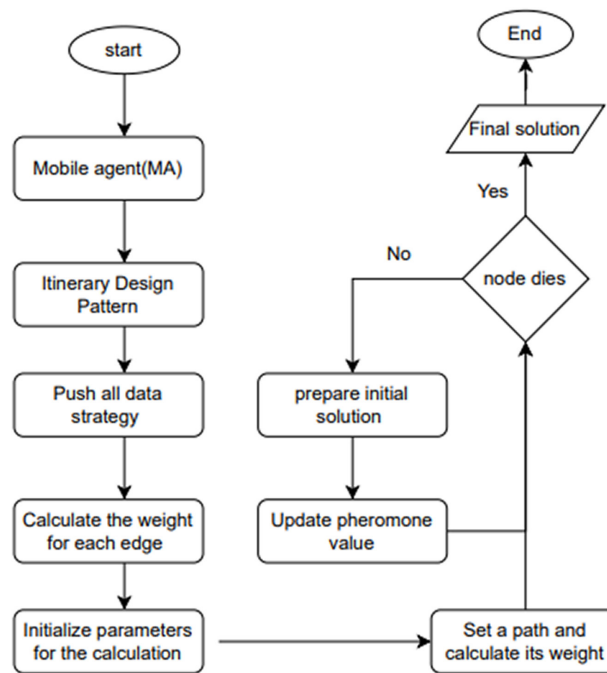 start
Mobile agent(MA)
Itinerary Design
Pattern
Push all data
strategy
Calculate the weight
for each edge
Initialize parameters
for the calculation
Set a path and
calculate its weight
node dies
No
prepare initial
solution
Update pheromone
value
Yes
Final solution
End